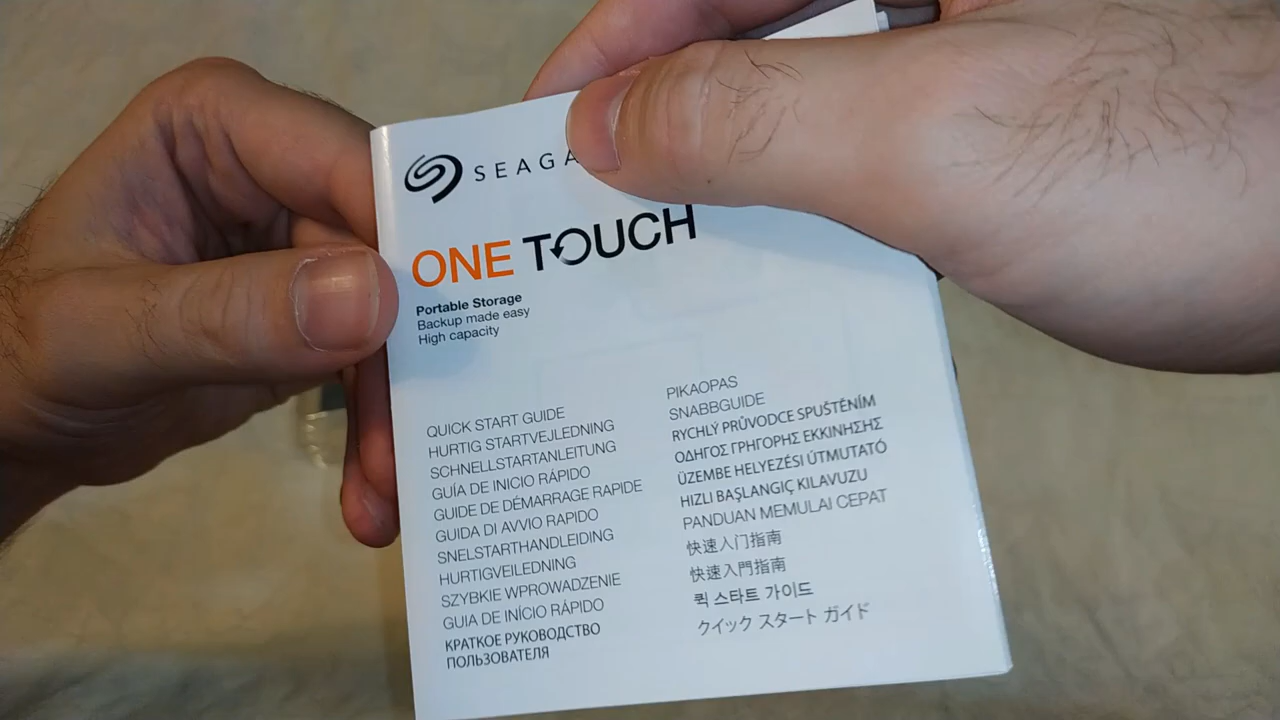 SEAGA
ONE TOUCH
Portable Storage
Backup made easy
High capacity
QUICK START GUIDE
HURTIG STARTVEJLEDNING
SCHNELLSTARTANLEITUNG
GUÍA DE INICIO RÁPIDO
GUIDE DE DÉMARRAGE RAPIDE
GUIDA DI AVVIO RAPIDO
SNELSTARTHANDLEIDING
HURTIGVEILEDNING
SZYBKIE WPROWADZENIE
GUIA DE INÍCIO RÁPIDO
КРАТКОЕ РУКОВОДСТВО
ПОЛЬЗОВАТЕЛЯ
PIKAOPAS
SNABBGUIDE
RYCHLÝ PRŮVODCE SPUŠTĚNÍM
ΟΔΗΓΟΣ ΓΡΗΓΟΡΗΣ ΕΚΚΙΝΗΣΗΣ
ÜZEMBE HELYEZÉSI ÚTMUTATÓ
HIZLI BAŞLANGIÇ KILAVUZU
PANDUAN MEMULAI CEPAT
快速入门指南
快速入門指南
퀵 스타트 가이드
クイック スタート ガイド